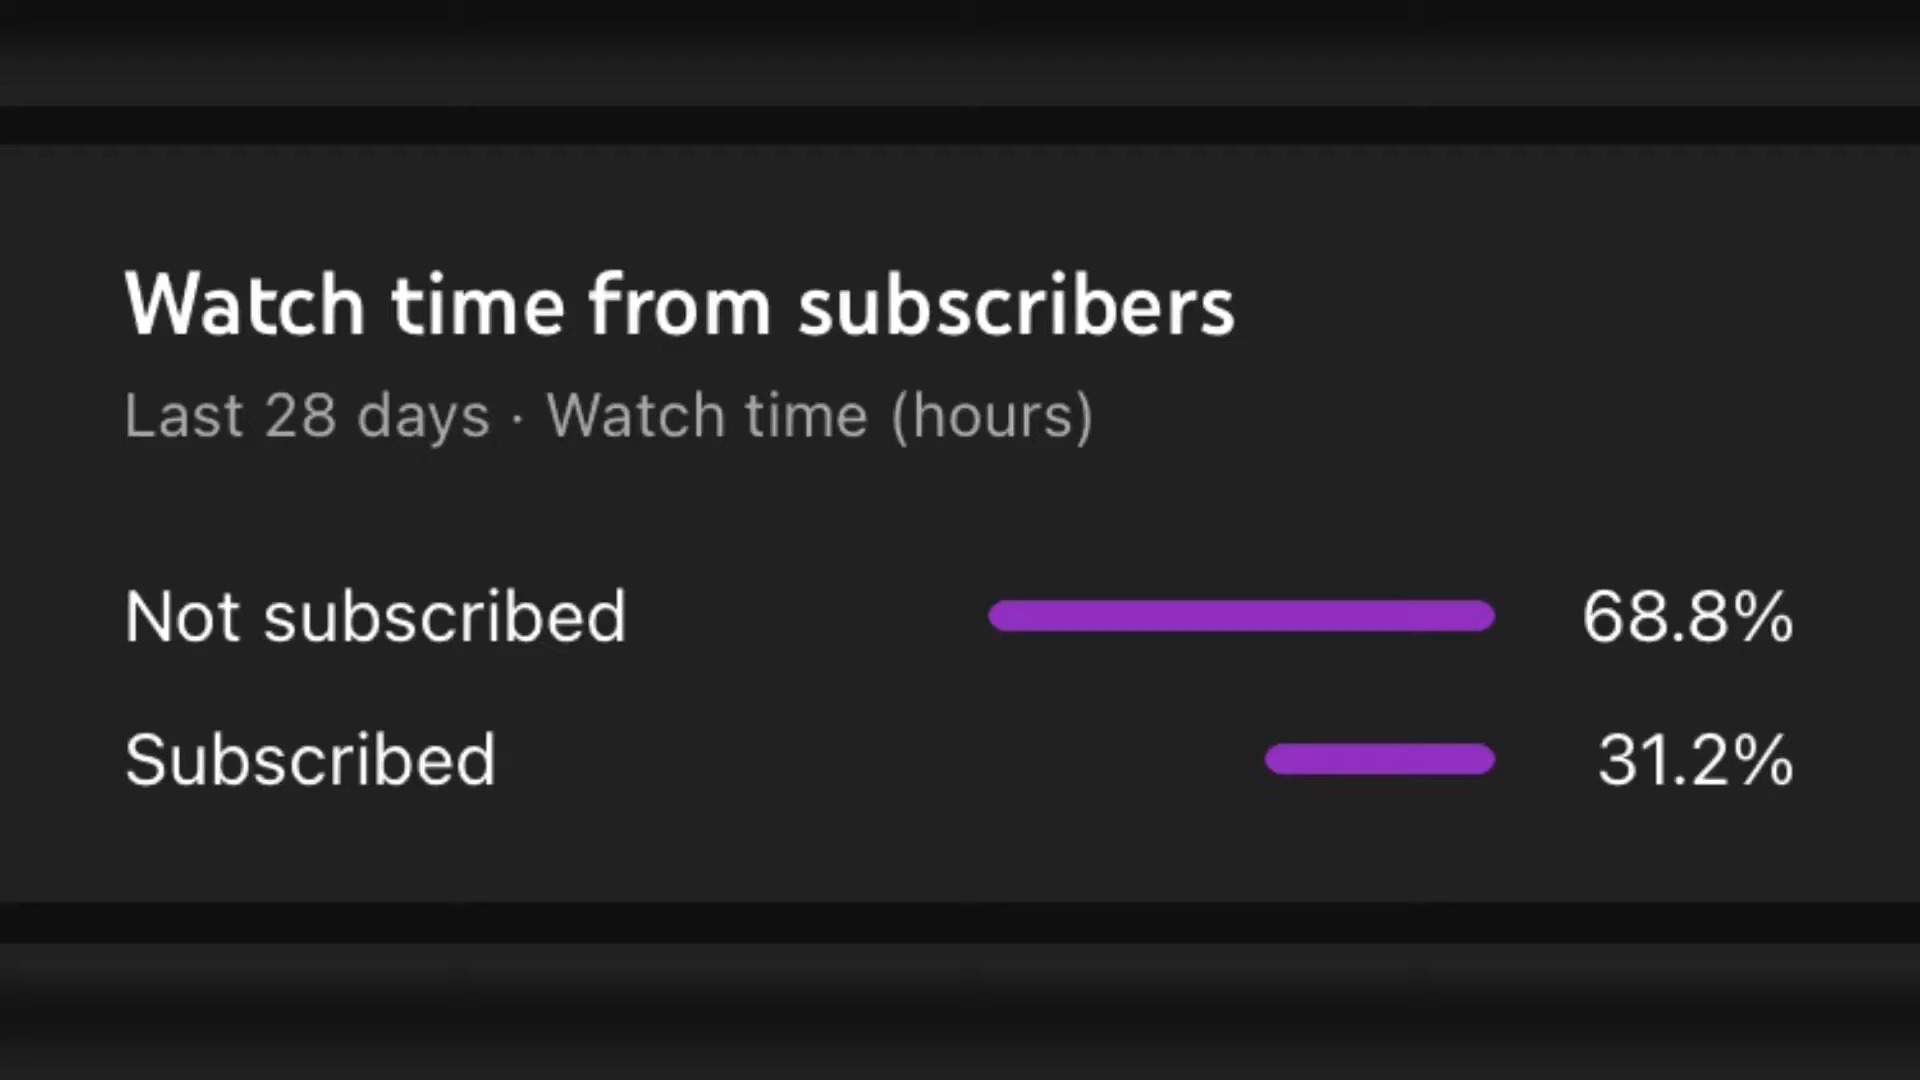 Watch time from subscribers
Last 28 days · Watch time (hours)
Not subscribed 68.8%
Subscribed 31.2%